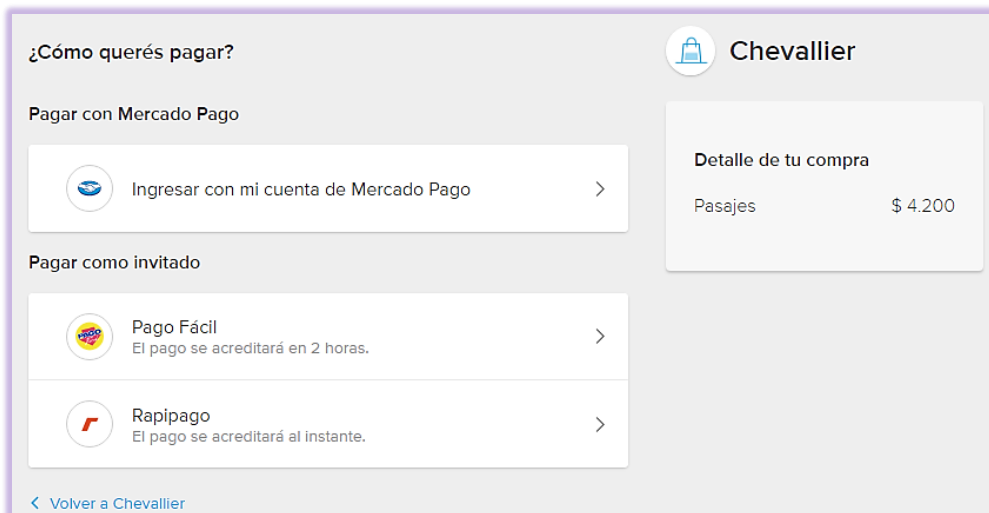 ¿Cómo querés pagar?
Pagar con Mercado Pago
Ingresar con mi cuenta de Mercado Pago
Pagar como invitado
Pago Fácil
El pago se acreditará en 2 horas.
Rapipago
El pago se acreditará al instante.
Volver a Chevallier
Chevallier
Detalle de tu compra
Pasajes $ 4.200